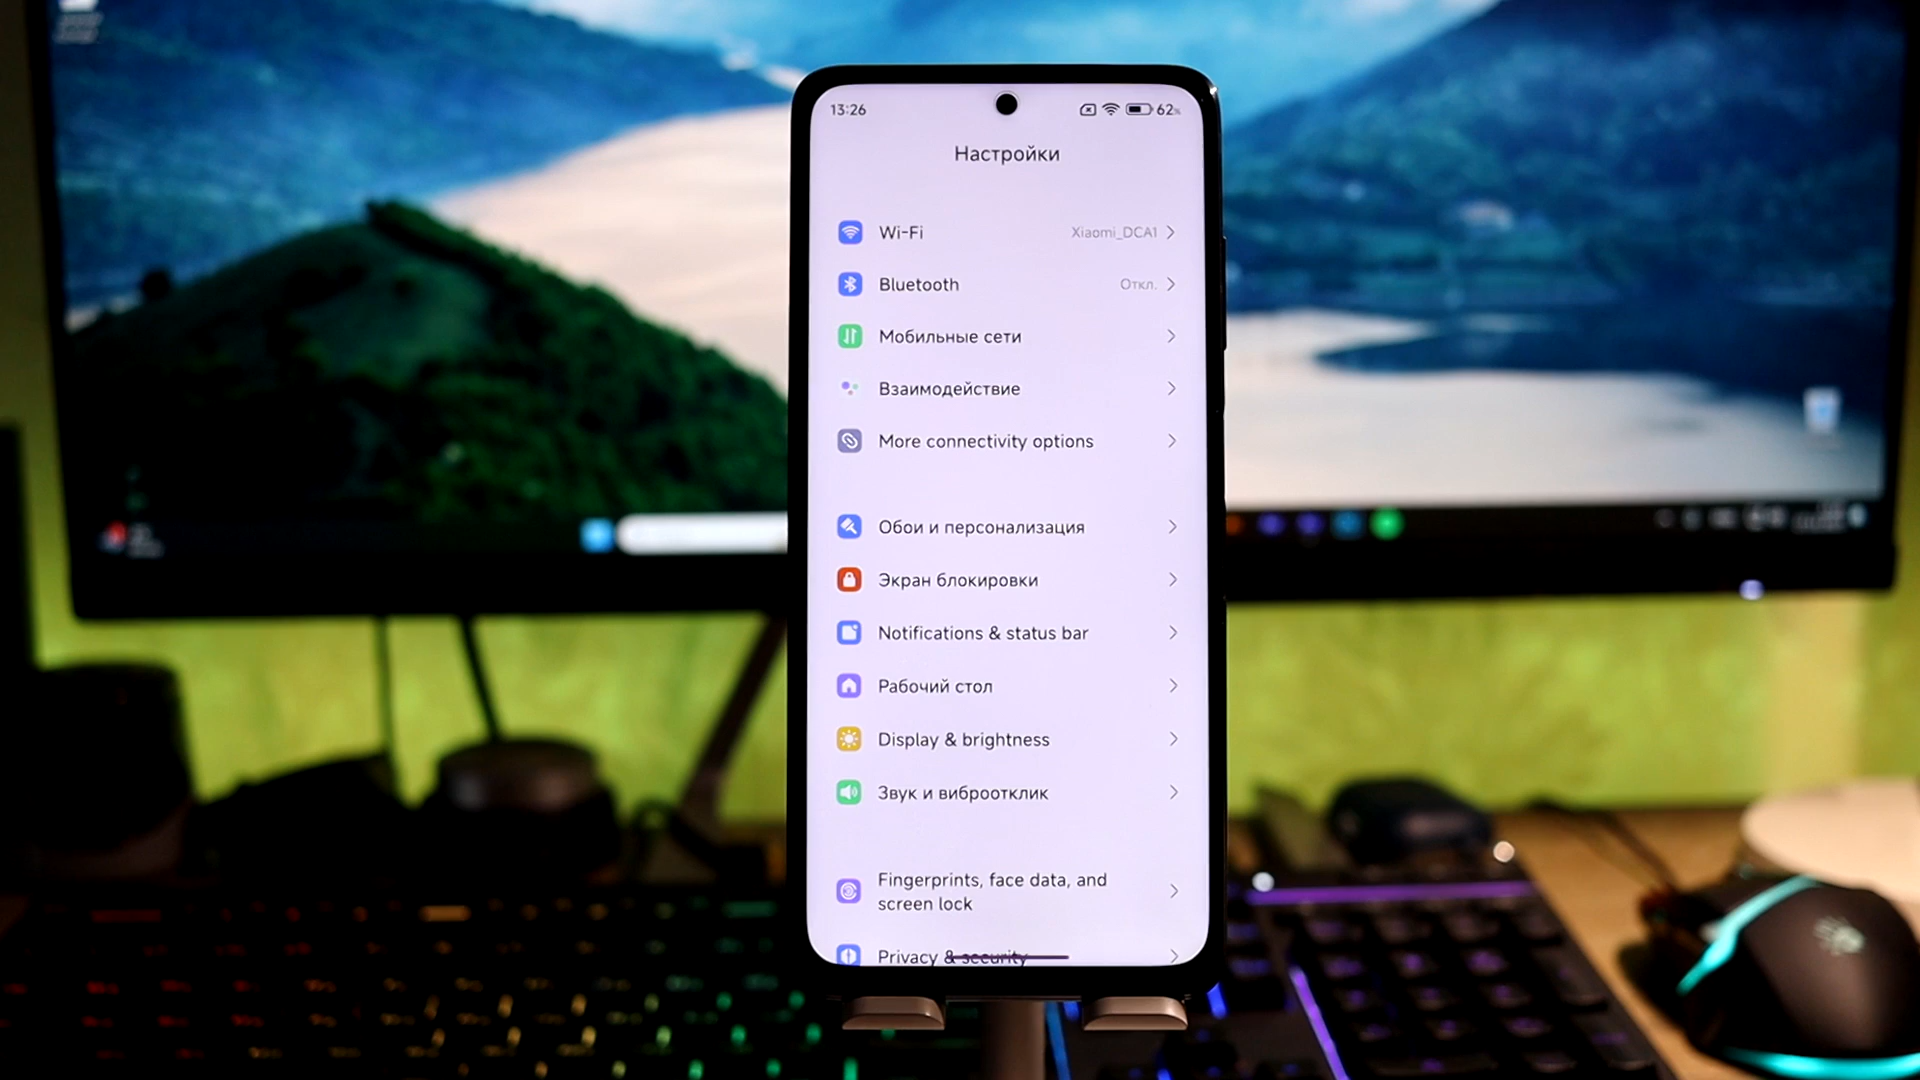 13:26
62%
Настройки
Wi-Fi
Xiaomi_DCA1
Bluetooth
Откл.
Мобильные сети
Взаимодействие
More connectivity options
Обои и персонализация
Экран блокировки
Notifications & status bar
Рабочий стол
Display & brightness
Звук и виброотклик
Fingerprints, face data, and
screen lock
Privacy & security